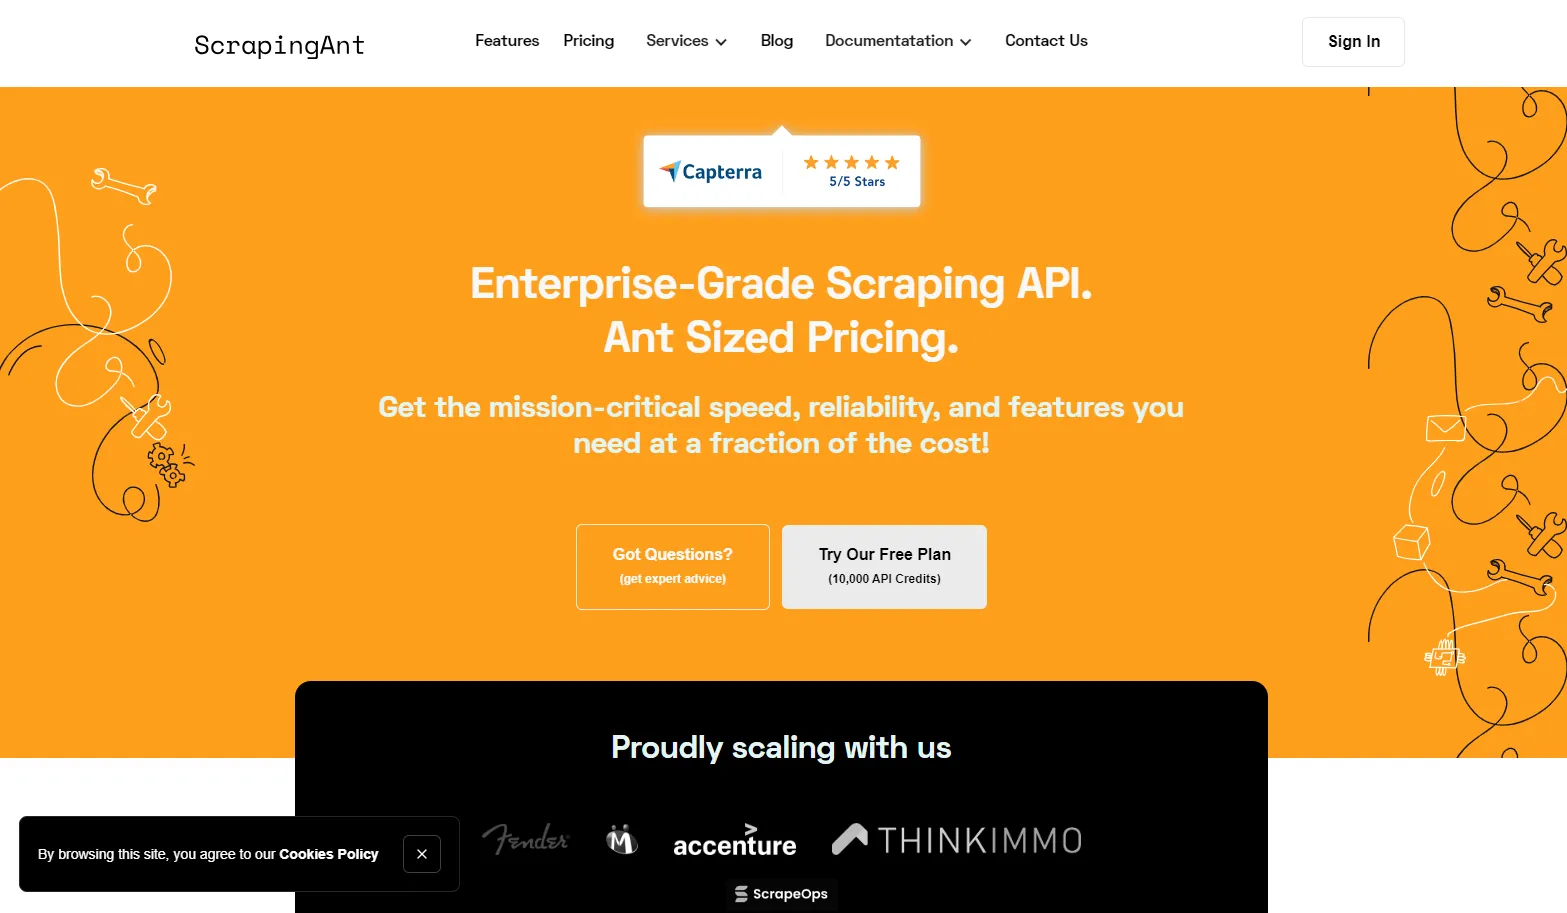 ScrapingAnt
Features
Pricing
Services
Blog
Documentatation
Contact Us
Sign In
Capterra
5/5 Stars
Enterprise-Grade Scraping API.
Ant Sized Pricing.
Get the mission-critical speed, reliability, and features you
need at a fraction of the cost!
Got Questions?
(get expert advice)
Try Our Free Plan
(10,000 API Credits)
Proudly scaling with us
Fender
M
accenture
THINKIMMO
ScrapeOps
By browsing this site, you agree to our Cookies Policy